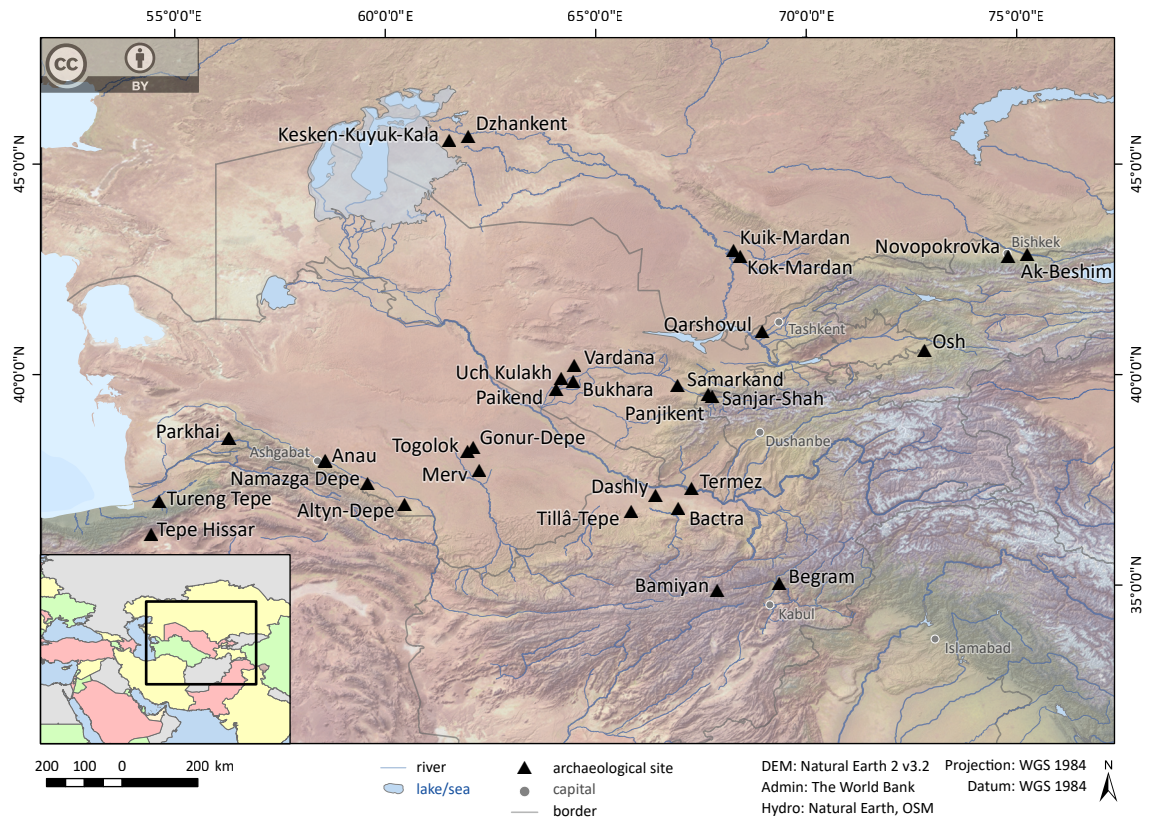 55°0'0"E
60°0'0"E
65°0'0"E
70°0'0"E
75°0'0"E
cc
BY
45°0'0"N
45°0'0"N
40°0'0"N
40°0'0"N
35°0'0"N
35°0'0"N
Dzhankent
Kesken-Kuyuk-Kala
Kuik-Mardan
Kok-Mardan
Novopokrovka
Bishkek
Ak-Beshim
Qarshovul
Tashkent
Osh
Vardana
Uch Kulakh
Bukhara
Paikend
Samarkand
Sanjar-Shah
Panjikent
Dushanbe
Parkhai
Ashgabat
Anau
Togolok
Gonur-Depe
Merv
Namazga Depe
Tureng Tepe
Altyn-Depe
Tepe Hissar
Dashly
Termez
Tillâ-Tepe
Bactra
Bamiyan
Begram
Kabul
Islamabad
200 100 0 200 km
river
lake/sea
archaeological site
capital
border
DEM: Natural Earth 2 v3.2
Admin: The World Bank
Hydro: Natural Earth, OSM
Projection: WGS 1984
Datum: WGS 1984
N